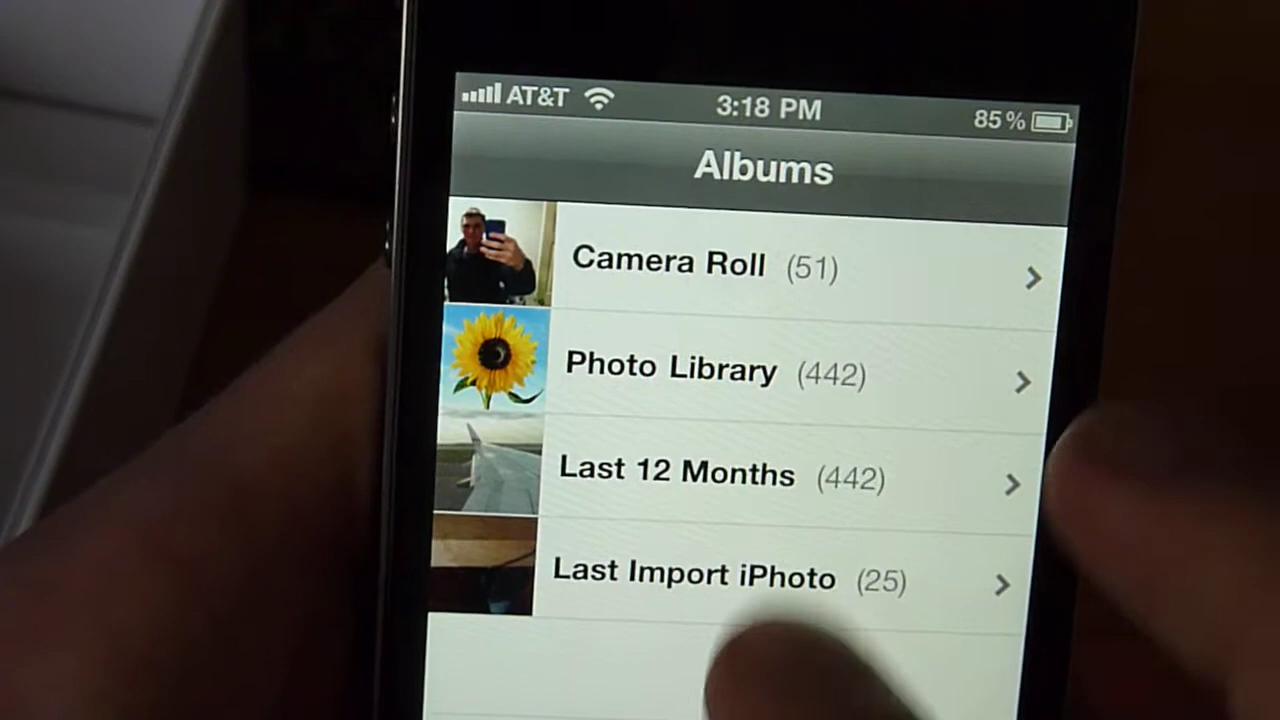 AT&T 3:18 PM 85%
Albums
Camera Roll (51)
Photo Library (442)
Last 12 Months (442)
Last Import iPhoto (25)